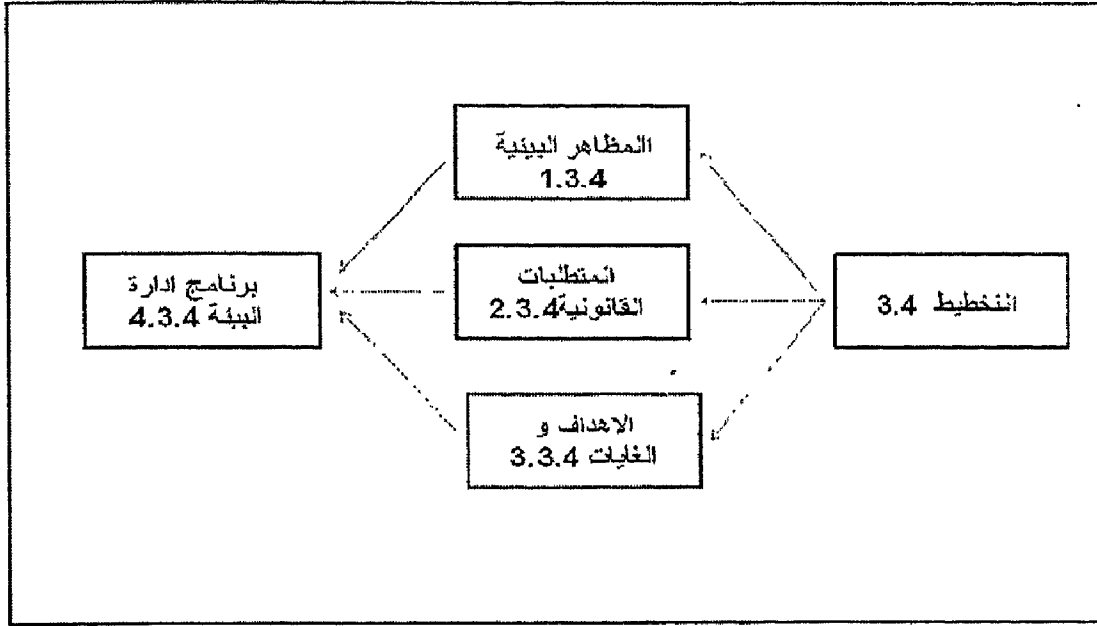 المظاهر البيئية
1.3.4
المتطلبات
القانونية2.3.4
الاهداف و
الغايات 3.3.4
التخطيط 3.4
برنامج ادارة
البيئة 4.3.4